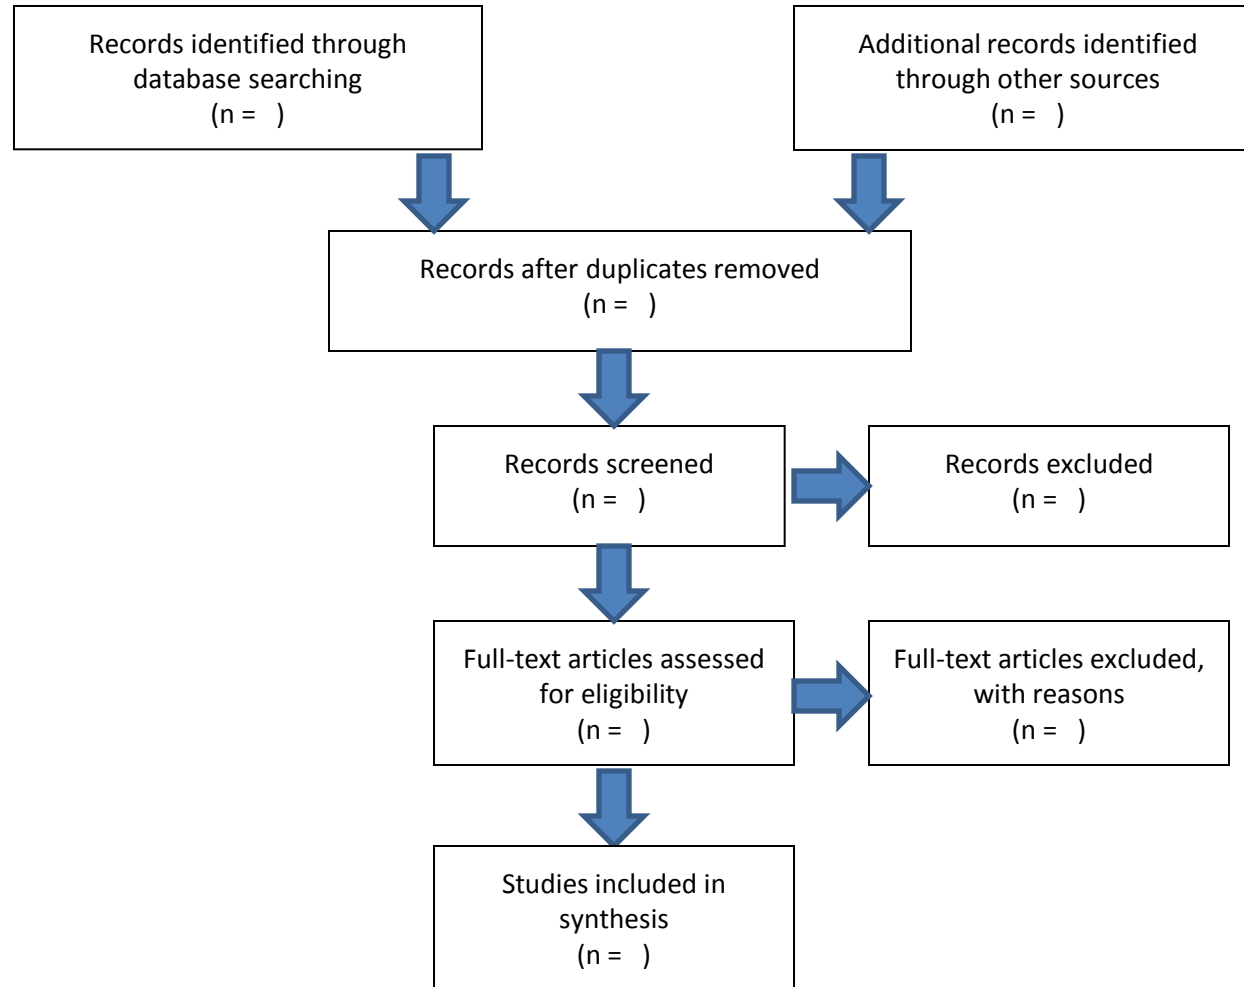 Records identified through
database searching
(n =   )
Additional records identified
through other sources
(n =   )
Records after duplicates removed
(n =   )
Records screened
(n =   )
Records excluded
(n =   )
Full-text articles assessed
for eligibility
(n =   )
Full-text articles excluded,
with reasons
(n =   )
Studies included in
synthesis
(n =   )